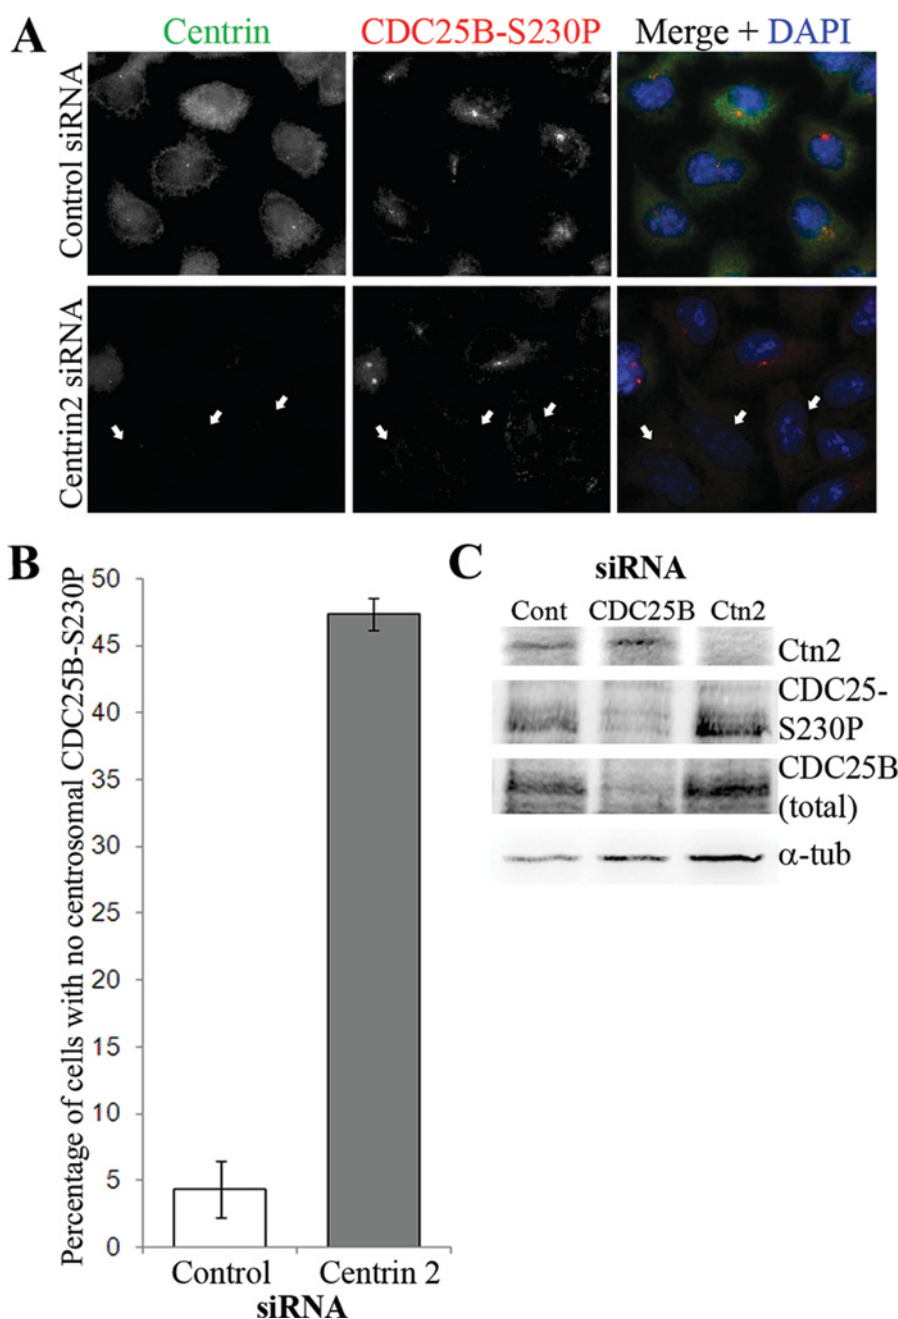 A
Centrin CDC25B-S230P Merge + DAPI
Control siRNA
Centrin2 siRNA
B
Percentage of cells with no centrosomal CDC25B-S230P
50
45
40
35
30
25
20
15
10
5
0
Control Centrin 2
siRNA
C
siRNA
Cont CDC25B Ctn2
Ctn2
CDC25-
S230P
CDC25B
(total)
α-tub